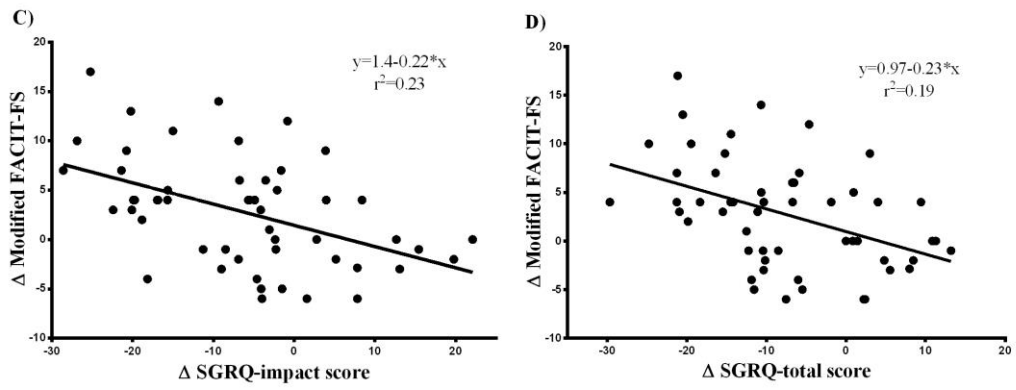 C)
Δ Modified FACIT-FS
20
15
10
5
0
-5
-10
y=1.4-0.22*x
r²=0.23
-30
-20
-10
0
10
20
Δ SGRQ-impact score
D)
Δ Modified FACIT-FS
20
15
10
5
0
-5
-10
y=0.97-0.23*x
r²=0.19
-30
-20
-10
0
10
20
Δ SGRQ-total score